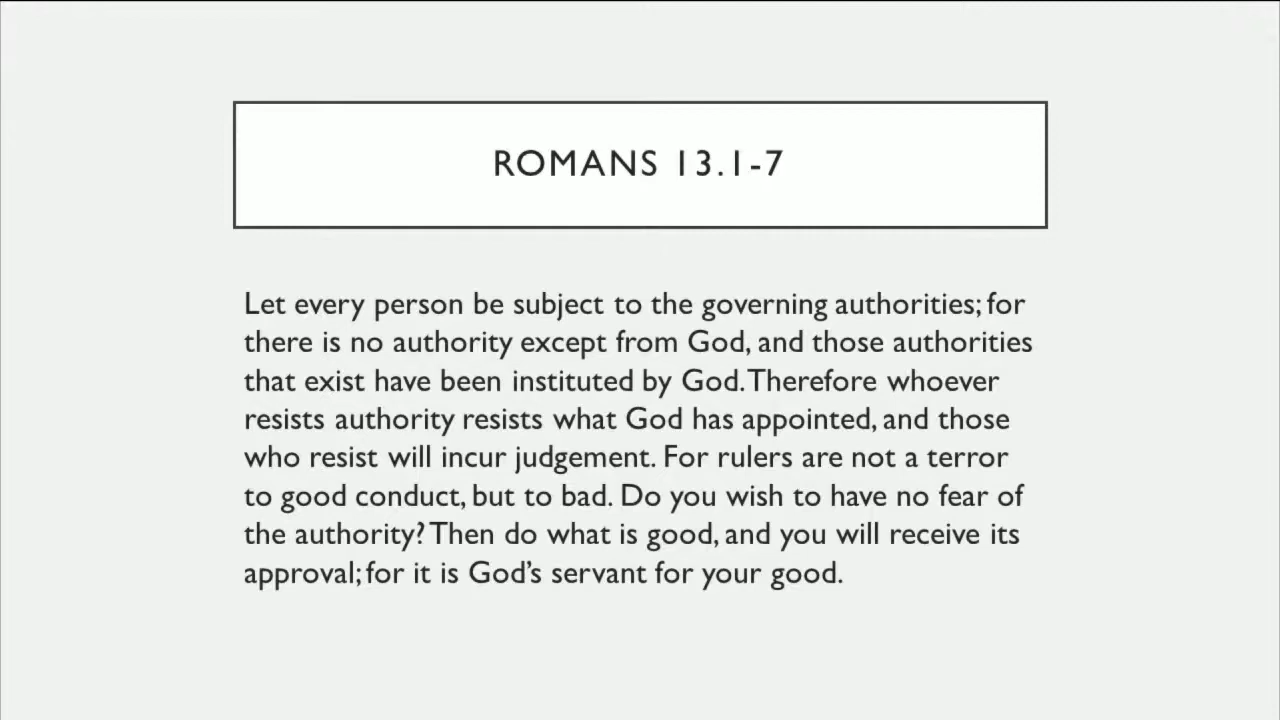 ROMANS 13.1-7
Let every person be subject to the governing authorities; for
there is no authority except from God, and those authorities
that exist have been instituted by God. Therefore whoever
resists authority resists what God has appointed, and those
who resist will incur judgement. For rulers are not a terror
to good conduct, but to bad. Do you wish to have no fear of
the authority? Then do what is good, and you will receive its
approval; for it is God’s servant for your good.